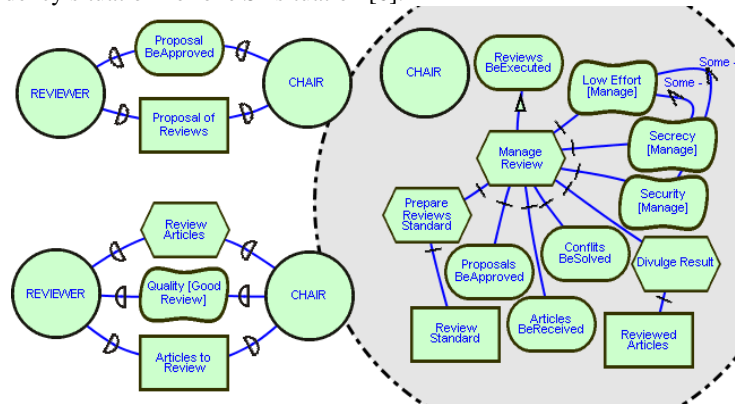 Proposal
BeApproved
REVIEWER
CHAIR
Proposal of
Reviews
Review
Articles
REVIEWER
Quality [Good
Review]
CHAIR
Articles to
Review
CHAIR
Reviews
BeExecuted
Low Effort
[Manage]
Some -
Some -
Secrecy
[Manage]
Manage
Review
Security
[Manage]
Prepare
Reviews
Standard
Proposals
BeApproved
Conflits
BeSolved
Divulge Result
Review
Standard
Articles
BeReceived
Reviewed
Articles